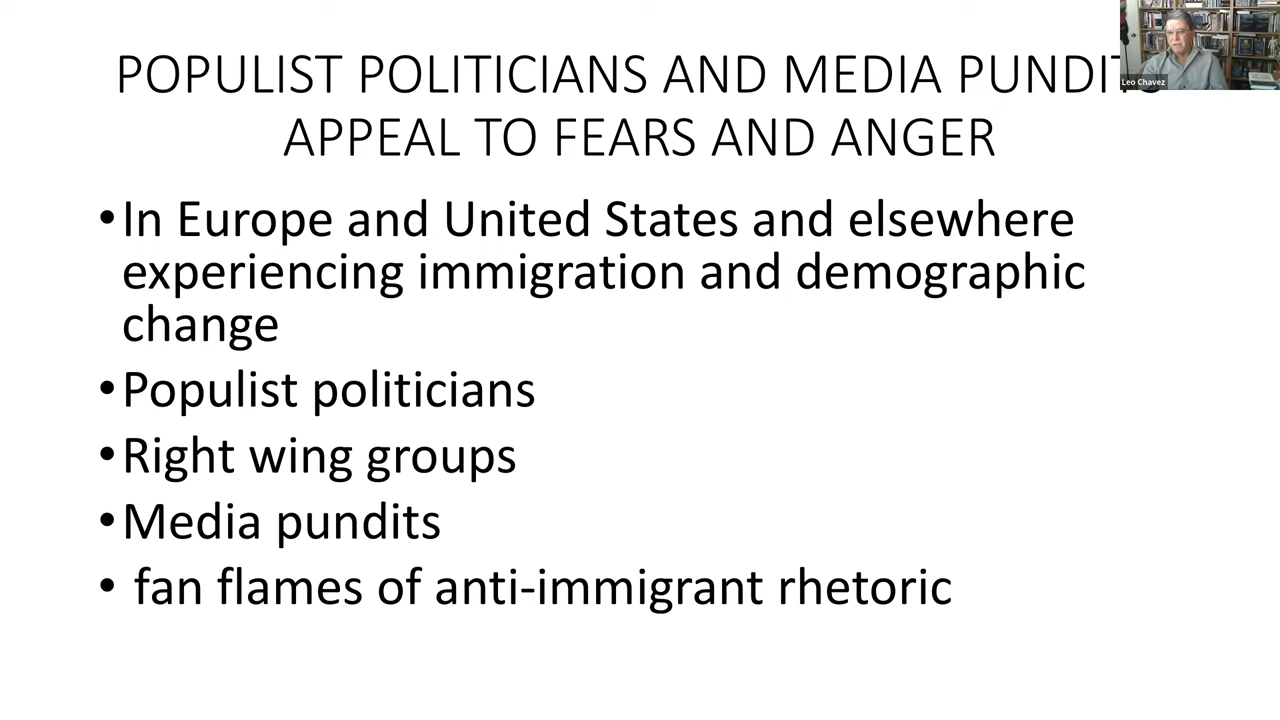 POPULIST POLITICIANS AND MEDIA PUNDITS
APPEAL TO FEARS AND ANGER
•In Europe and United States and elsewhere
experiencing immigration and demographic
change
•Populist politicians
•Right wing groups
•Media pundits
• fan flames of anti-immigrant rhetoric
Leo Chavez